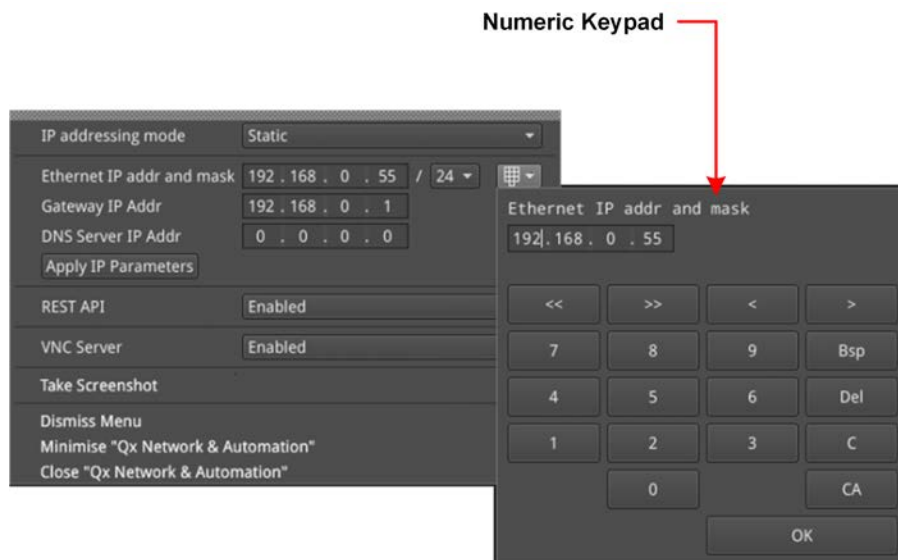 Numeric Keypad
IP addressing mode Static
Ethernet IP addr and mask 192 . 168 . 0 . 55 / 24
Gateway IP Addr 192 . 168 . 0 . 1
DNS Server IP Addr 0 . 0 . 0 . 0
Apply IP Parameters
REST API Enabled
VNC Server Enabled
Take Screenshot
Dismiss Menu
Minimise "Qx Network & Automation"
Close "Qx Network & Automation"
Ethernet IP addr and mask
192.168. 0 . 55
<< >> < >
7 8 9 Bsp
4 5 6 Del
1 2 3 C
0 CA
OK